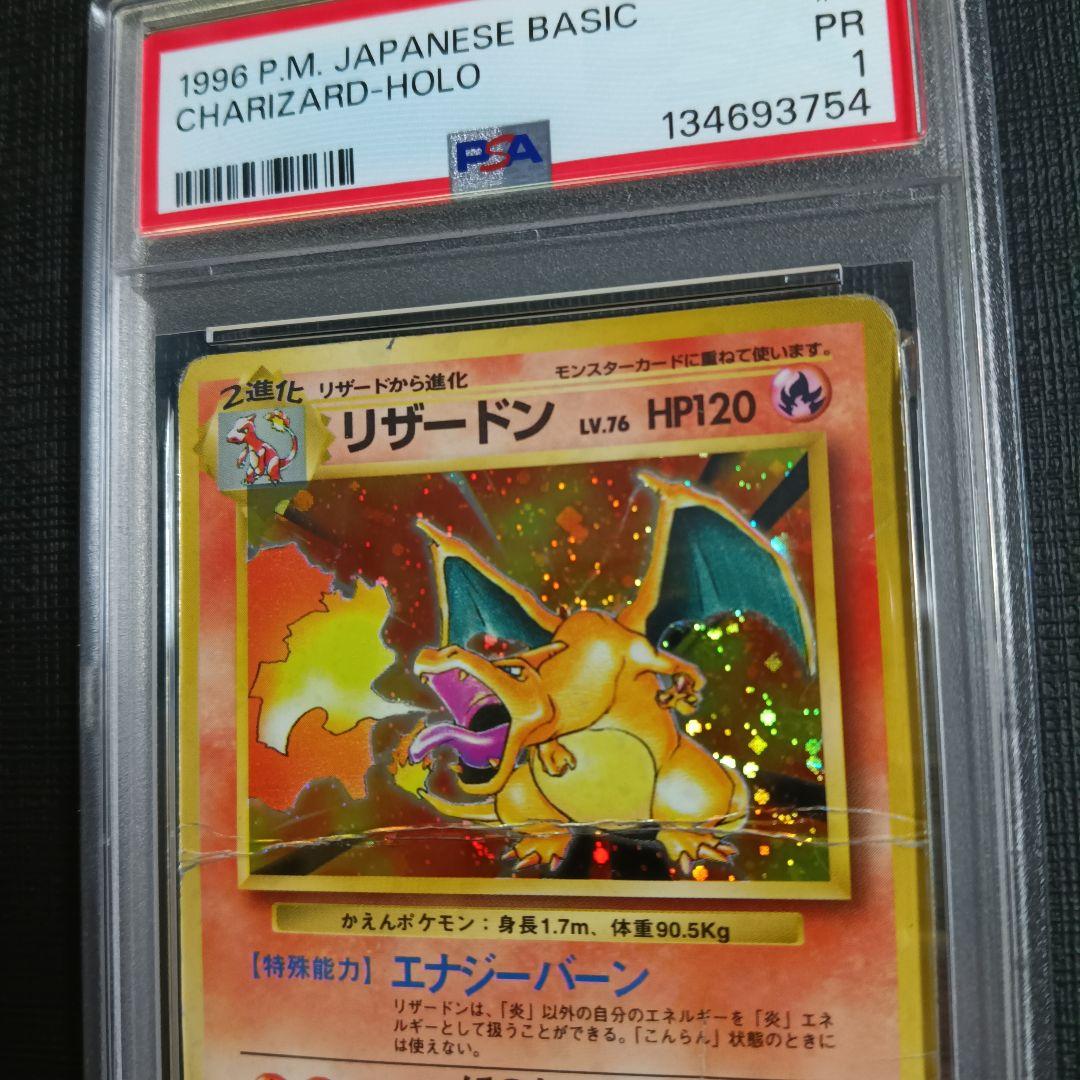 1996 P.M. JAPANESE BASIC
CHARIZARD-HOLO
PR
1
134693754
PSA
モンスターカードに重ねて使います。
2進化 リザードから進化
リザードン LV.76 HP120
かえんポケモン：身長1.7m、体重90.5Kg
【特殊能力】 エナジーバーン
リザードンは、「炎」以外の自分のエネルギーを「炎」エネ
ルギーとして扱うことができる。「こんらん」状態のときに
は使えない。